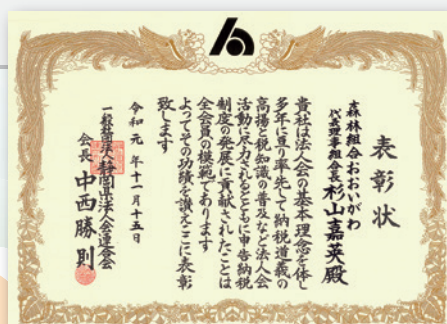 表彰状
森林組合おおいがわ
代表理事組合長 杉山嘉英殿
貴社は法人会の基本理念を体し
多年に亘り率先して納税道義の
高揚と税知識の普及など法人会
活動に尽力されるとともに申告納税
制度の発展に貢献されたことは
全会員の模範であります
よってその功績を讃えここに表彰
致します
令和元年十一月十五日
一般社団法人静岡県法人会連合会
会長 中西勝則